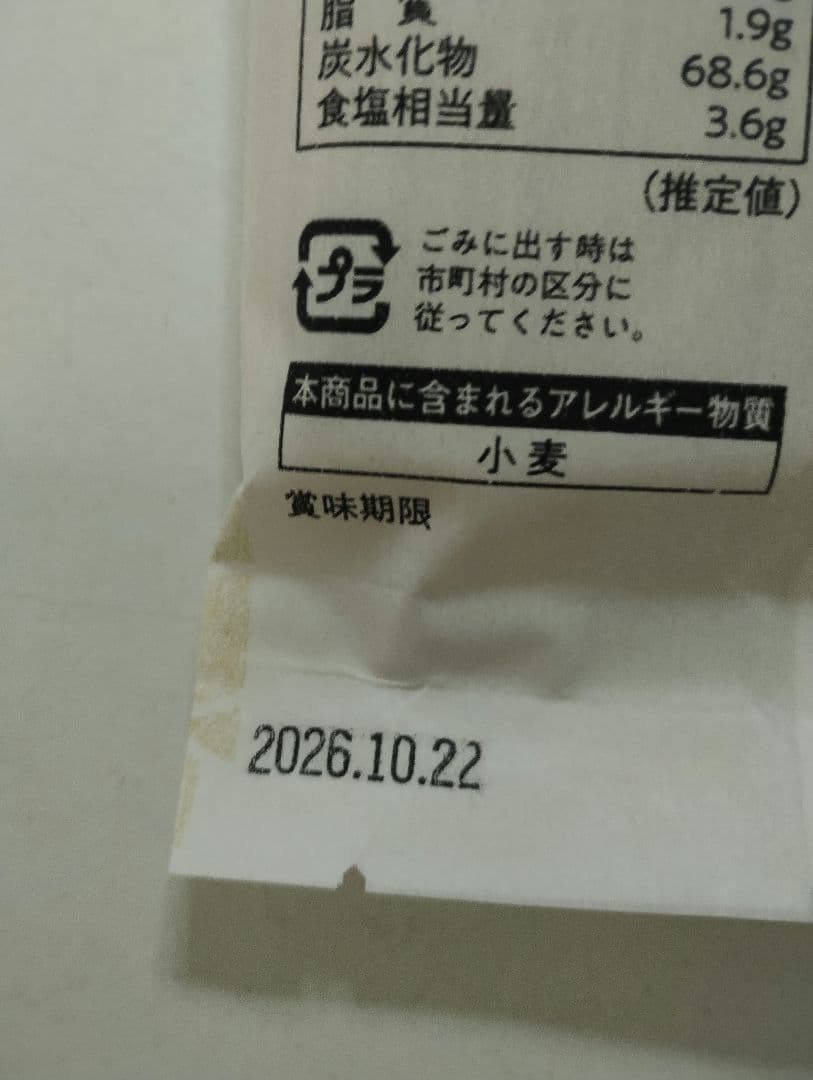 脂質 1.9g
炭水化物 68.6g
食塩相当量 3.6g
(推定値)
プラ
ごみに出す時は
市町村の区分に
従ってください。
本商品に含まれるアレルギー物質
小麦
賞味期限
2026.10.22